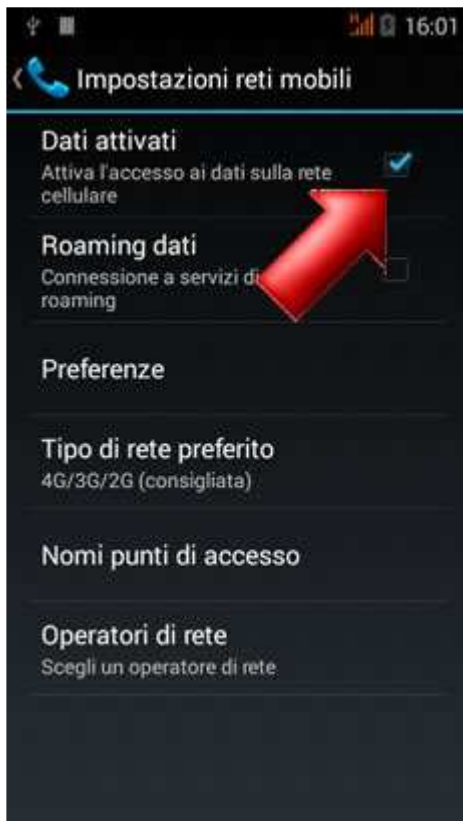 16:01
Impostazioni reti mobili
Dati attivati
Attiva l'accesso ai dati sulla rete
cellulare
Roaming dati
Connessione a servizi di
roaming
Preferenze
Tipo di rete preferito
4G/3G/2G (consigliata)
Nomi punti di accesso
Operatori di rete
Scegli un operatore di rete